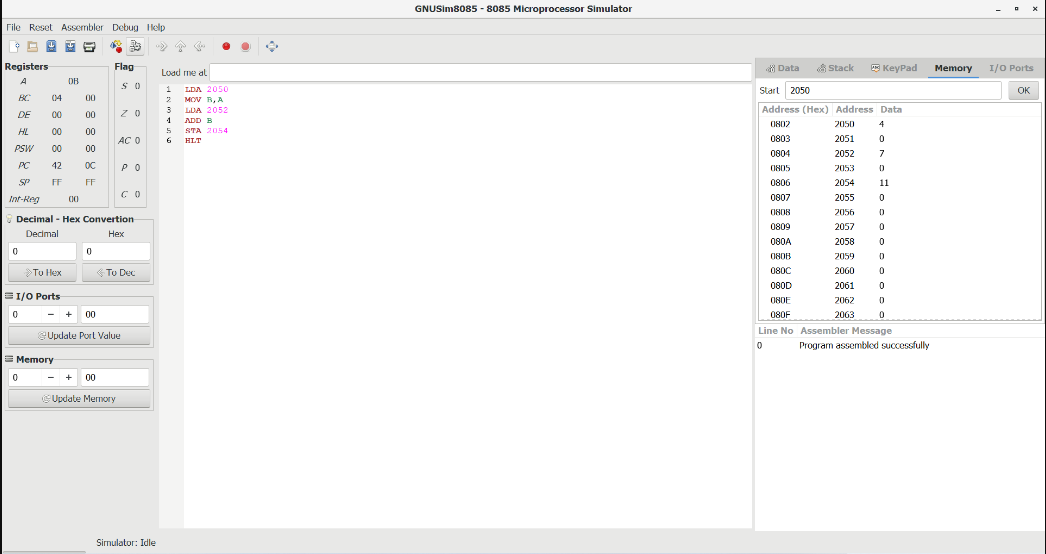 GNUSim8085 - 8085 Microprocessor Simulator
File Reset Assembler Debug Help
Registers
A 0B
BC 04 00
DE 00 00
HL 00 00
PSW 00 00
PC 42 0C
SP FF FF
Int-Reg 00
Flag
S 0
Z 0
AC 0
P 0
C 0
Decimal - Hex Convertion
Decimal Hex
0 0
To Hex To Dec
I/O Ports
0 − + 00
Update Port Value
Memory
0 − + 00
Update Memory
Load me at
1 LDA 2050
2 MOV B,A
3 LDA 2052
4 ADD B
5 STA 2054
6 HLT
Data Stack KeyPad Memory I/O Ports
Start 2050 OK
Address (Hex) Address Data
0802 2050 4
0803 2051 0
0804 2052 7
0805 2053 0
0806 2054 11
0807 2055 0
0808 2056 0
0809 2057 0
080A 2058 0
080B 2059 0
080C 2060 0
080D 2061 0
080E 2062 0
080F 2063 0
Line No Assembler Message
0 Program assembled successfully
Simulator: Idle